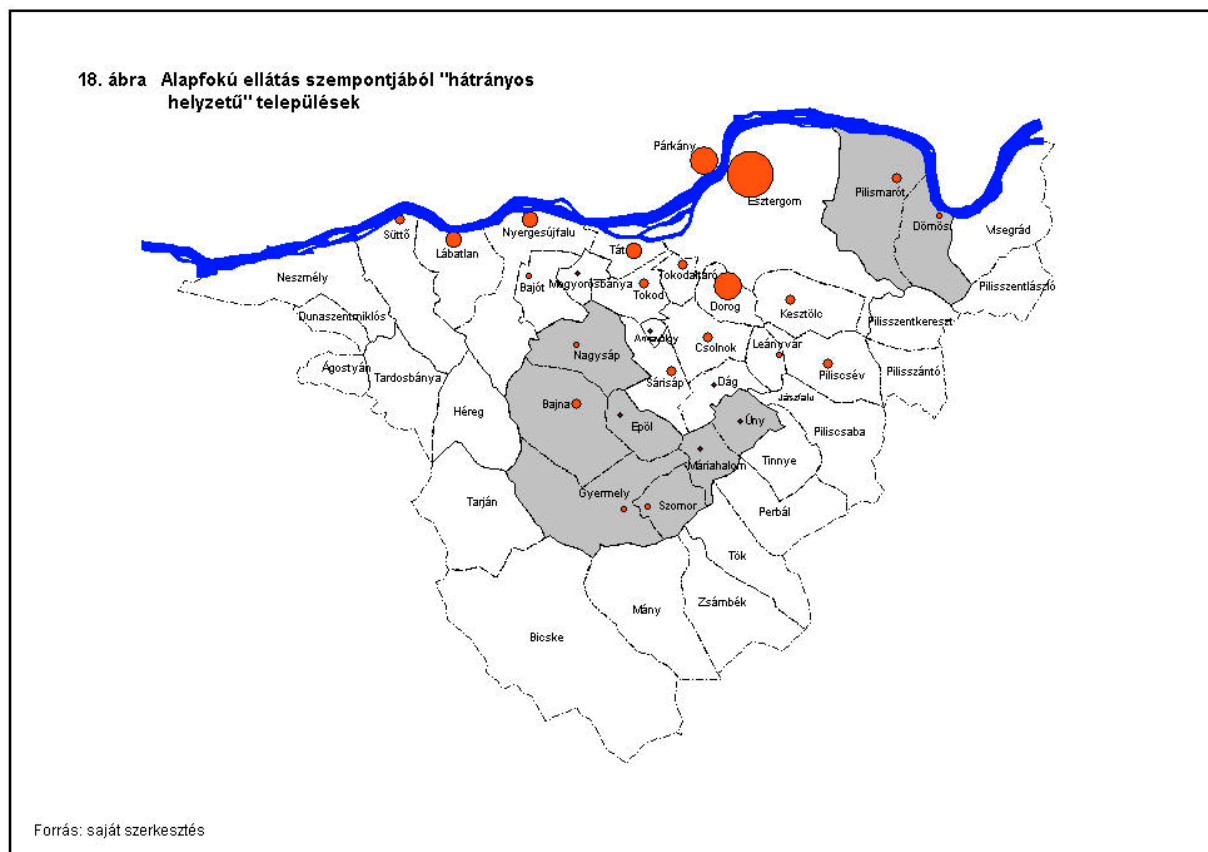 18. ábra Alapfokú ellátás szempontjából "hátrányos
helyzetű" települések
Párkány
Esztergom
Pilismarót
Dömös
Visegrád
Süttő
Lábatlan
Nyergesújfalu
Tát
Neszmély
Bajót
Mogyorósbánya
Tokod
Tokodaltáró
Dorog
Kesztölc
Pilisszentlászló
Dunaszentmiklós
Pilisszentkereszt
Nagysáp
Csolnok
Leányvár
Ágostyán
Tardosbánya
Sárisáp
Piliscsév
Pilisszántó
Dág
Jászfalu
Héreg
Bajna
Epöl
Úny
Piliscsaba
Máriahalom
Tinnye
Tarján
Gyermely
Szomor
Perbál
Tök
Mány
Zsámbék
Bicske
Forrás: saját szerkesztés